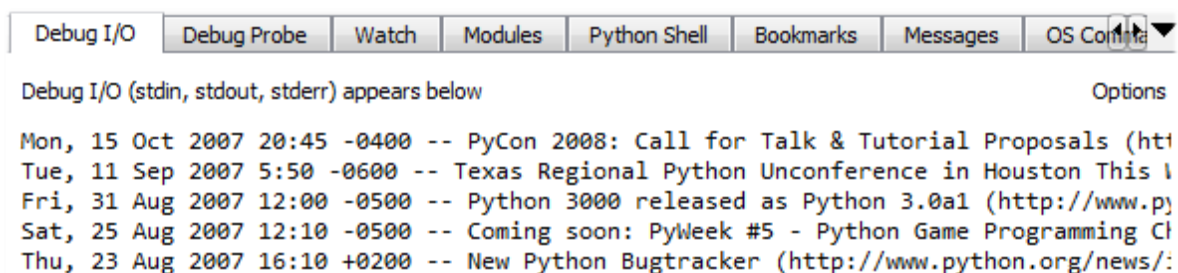 Debug I/O Debug Probe Watch Modules Python Shell Bookmarks Messages OS
Debug I/O (stdin, stdout, stderr) appears below Options
Mon, 15 Oct 2007 20:45 -0400 -- PyCon 2008: Call for Talk & Tutorial Proposals
Tue, 11 Sep 2007 5:50 -0600 -- Texas Regional Python Unconference in Houston This
Fri, 31 Aug 2007 12:00 -0500 -- Python 3000 released as Python 3.0a1 (http://www.py
Sat, 25 Aug 2007 12:10 -0500 -- Coming soon: PyWeek #5 - Python Game Programming
Thu, 23 Aug 2007 16:10 +0200 -- New Python Bugtracker (http://www.python.org/news/